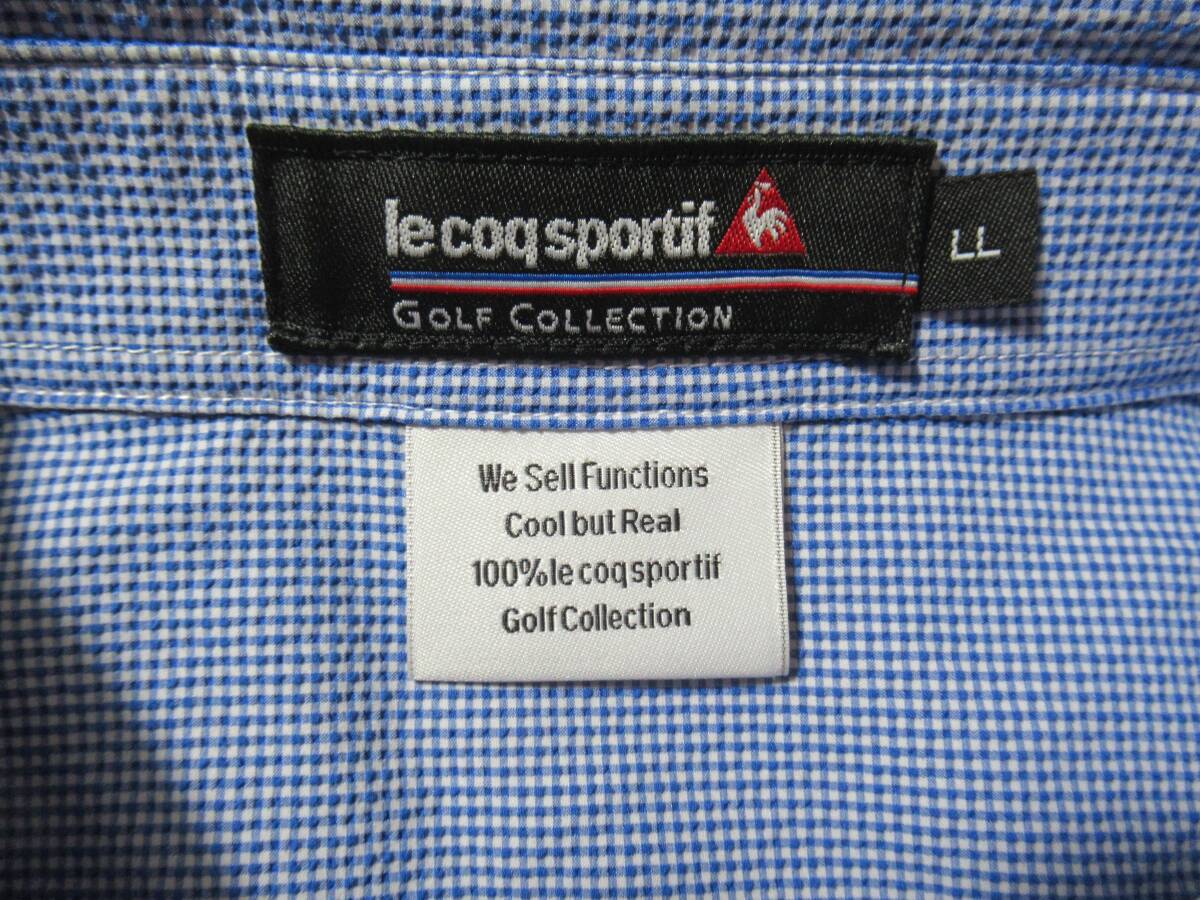 le coq sportif
GOLF COLLECTION
LL
We Sell Functions
Cool but Real
100%le coq sportif
Golf Collection